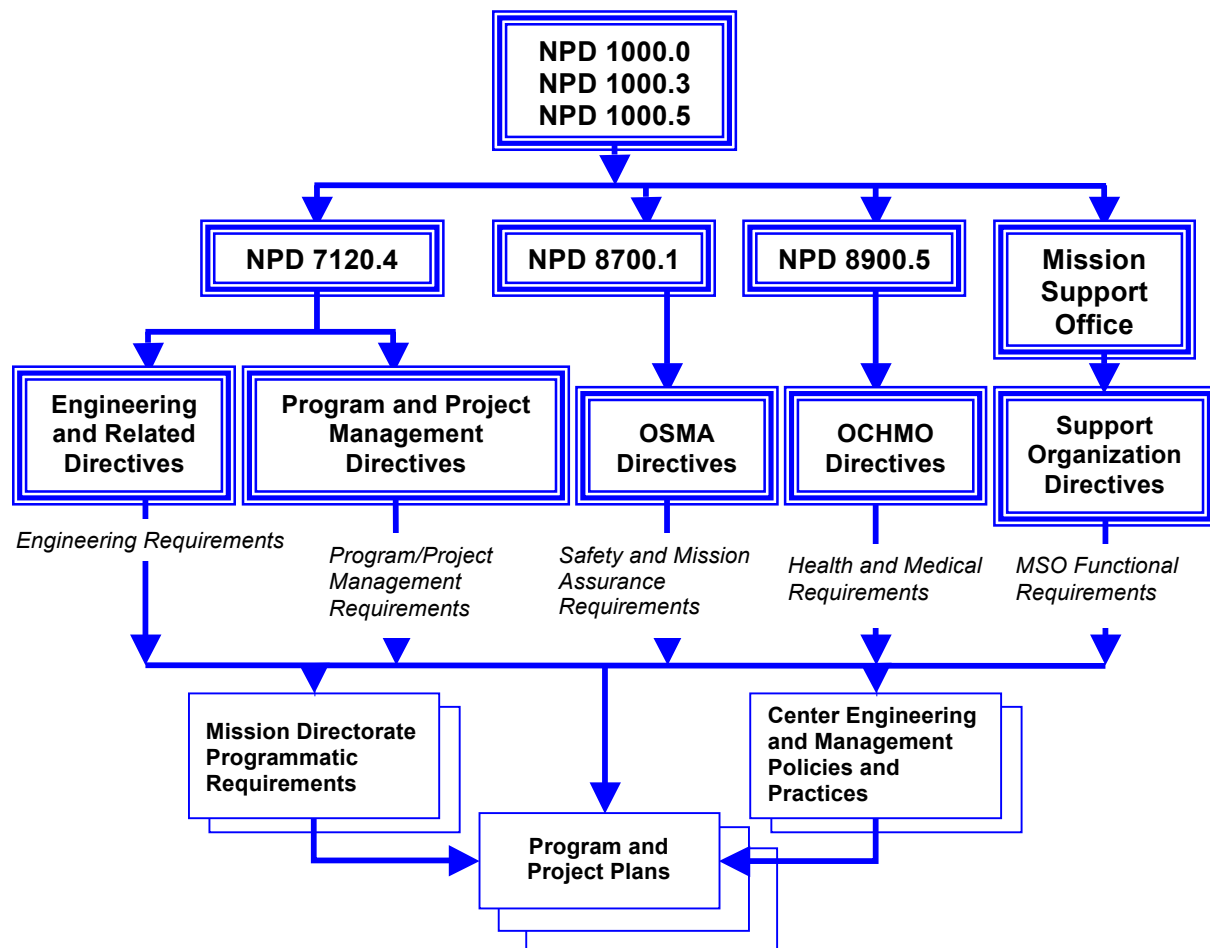 NPD 1000.0
NPD 1000.3
NPD 1000.5
NPD 7120.4
NPD 8700.1
NPD 8900.5
Mission
Support
Office
Engineering
and Related
Directives
Program and Project
Management
Directives
OSMA
Directives
OCHMO
Directives
Support
Organization
Directives
Engineering Requirements
Program/Project
Management
Requirements
Safety and Mission
Assurance
Requirements
Health and Medical
Requirements
MSO Functional
Requirements
Mission Directorate
Programmatic
Requirements
Center Engineering
and Management
Policies and
Practices
Program and
Project Plans